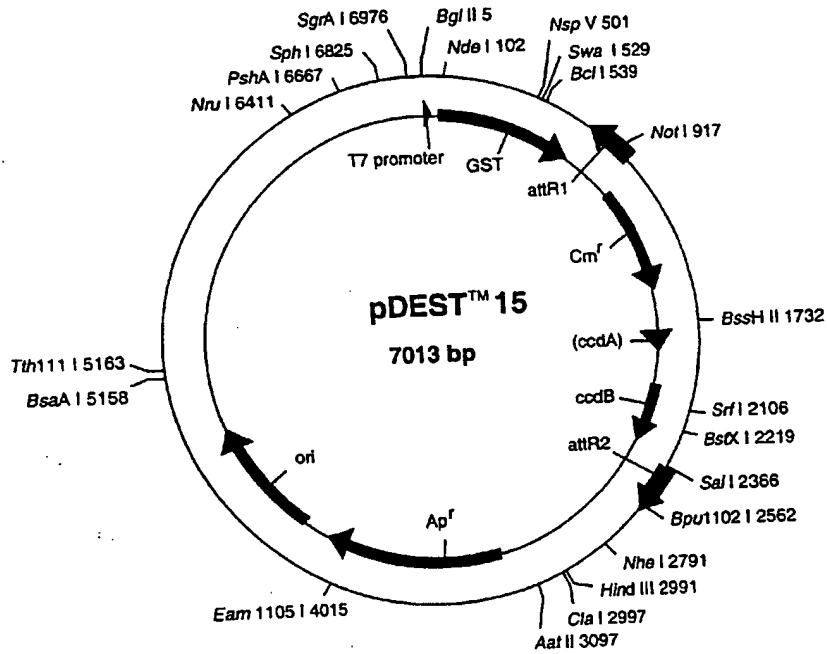 SgrA I 6976
Bgl II 5
Nsp V 501
Sph I 6825
Nde I 102
Swa I 529
PshA I 6667
Bcl I 539
Nru I 6411
Not I 917
T7 promoter
GST
attR1
Cmʳ
pDEST™ 15
7013 bp
BssH II 1732
(ccdA)
Tth111 I 5163
BsaA I 5158
ccdB
Srf I 2106
BstX I 2219
attR2
Sal I 2366
ori
Bpu1102 I 2562
Apʳ
Nhe I 2791
Hind III 2991
Eam 1105 I 4015
Cla I 2997
Aat II 3097